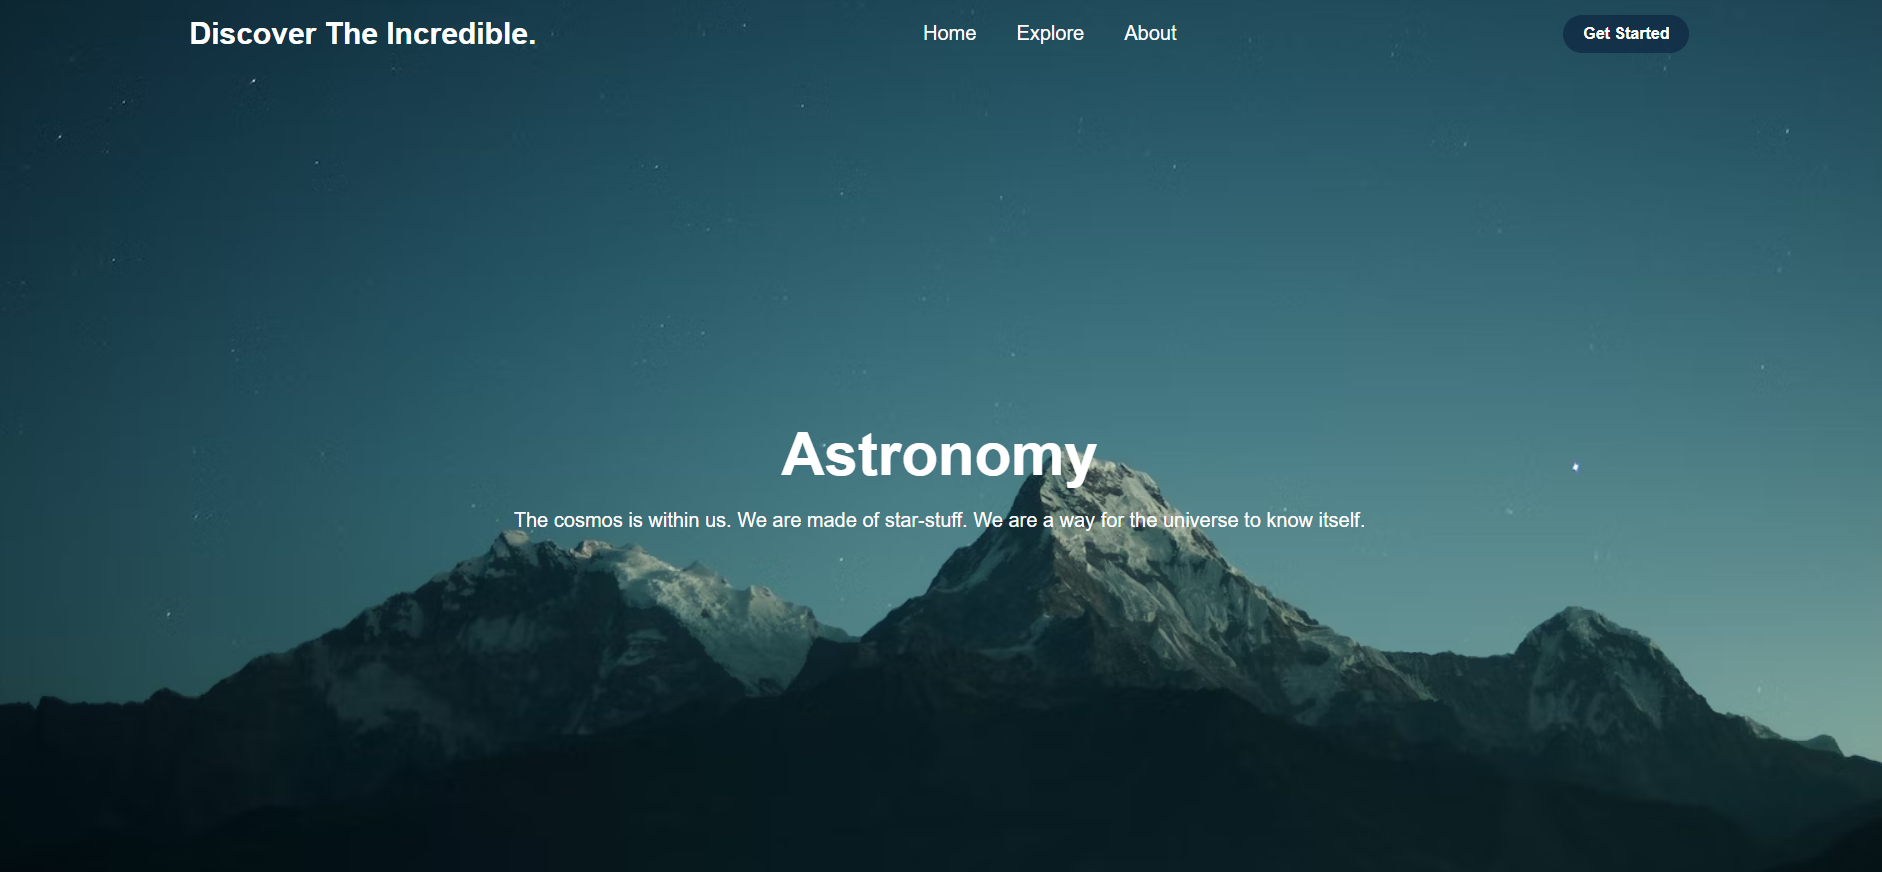 Discover The Incredible.
Home Explore About
Get Started
Astronomy
The cosmos is within us. We are made of star-stuff. We are a way for the universe to know itself.